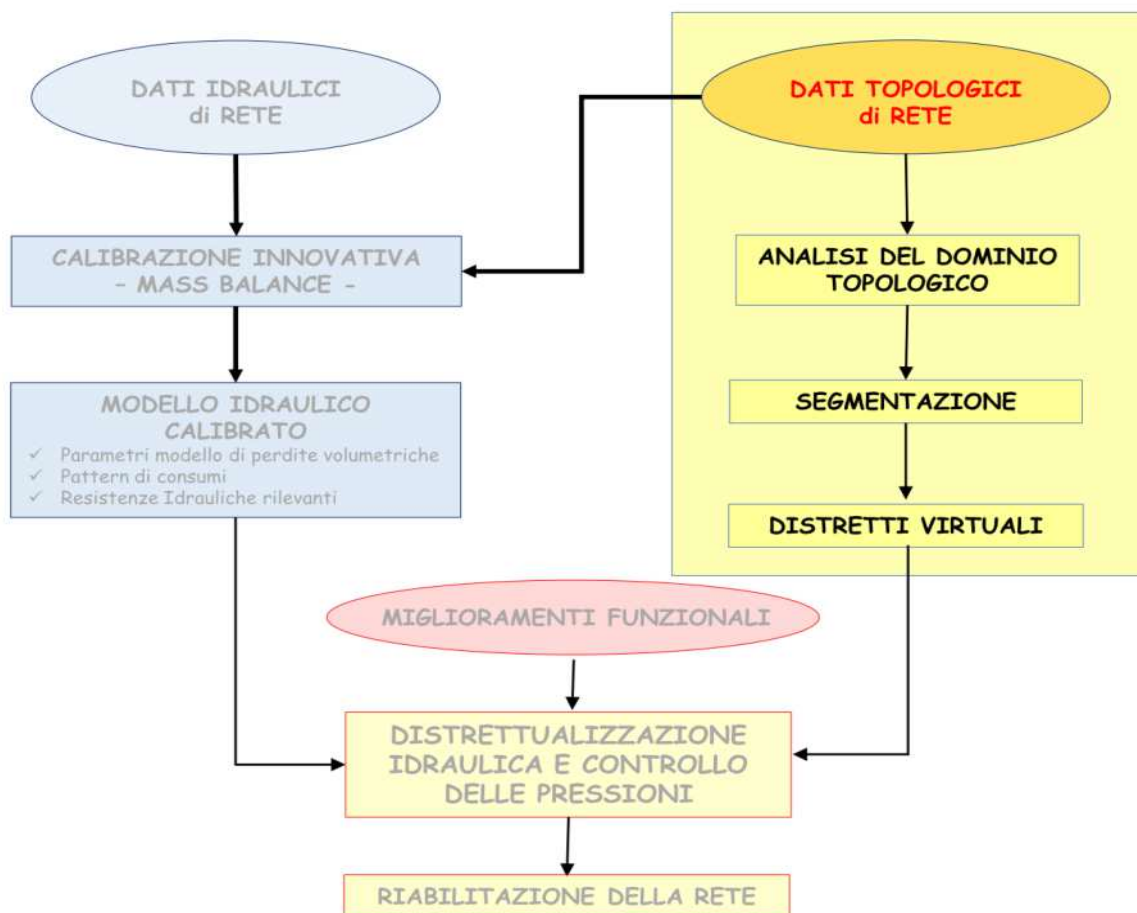 DATI IDRAULICI
di RETE
DATI TOPOLOGICI
di RETE
CALIBRAZIONE INNOVATIVA
- MASS BALANCE -
ANALISI DEL DOMINIO
TOPOLOGICO
MODELLO IDRAULICO
CALIBRATO
✓ Parametri modello di perdite volumetriche
✓ Pattern di consumi
✓ Resistenze Idrauliche rilevanti
SEGMENTAZIONE
DISTRETTI VIRTUALI
MIGLIORAMENTI FUNZIONALI
DISTRETTUALIZZAZIONE
IDRAULICA E CONTROLLO
DELLE PRESSIONI
RIABILITAZIONE DELLA RETE